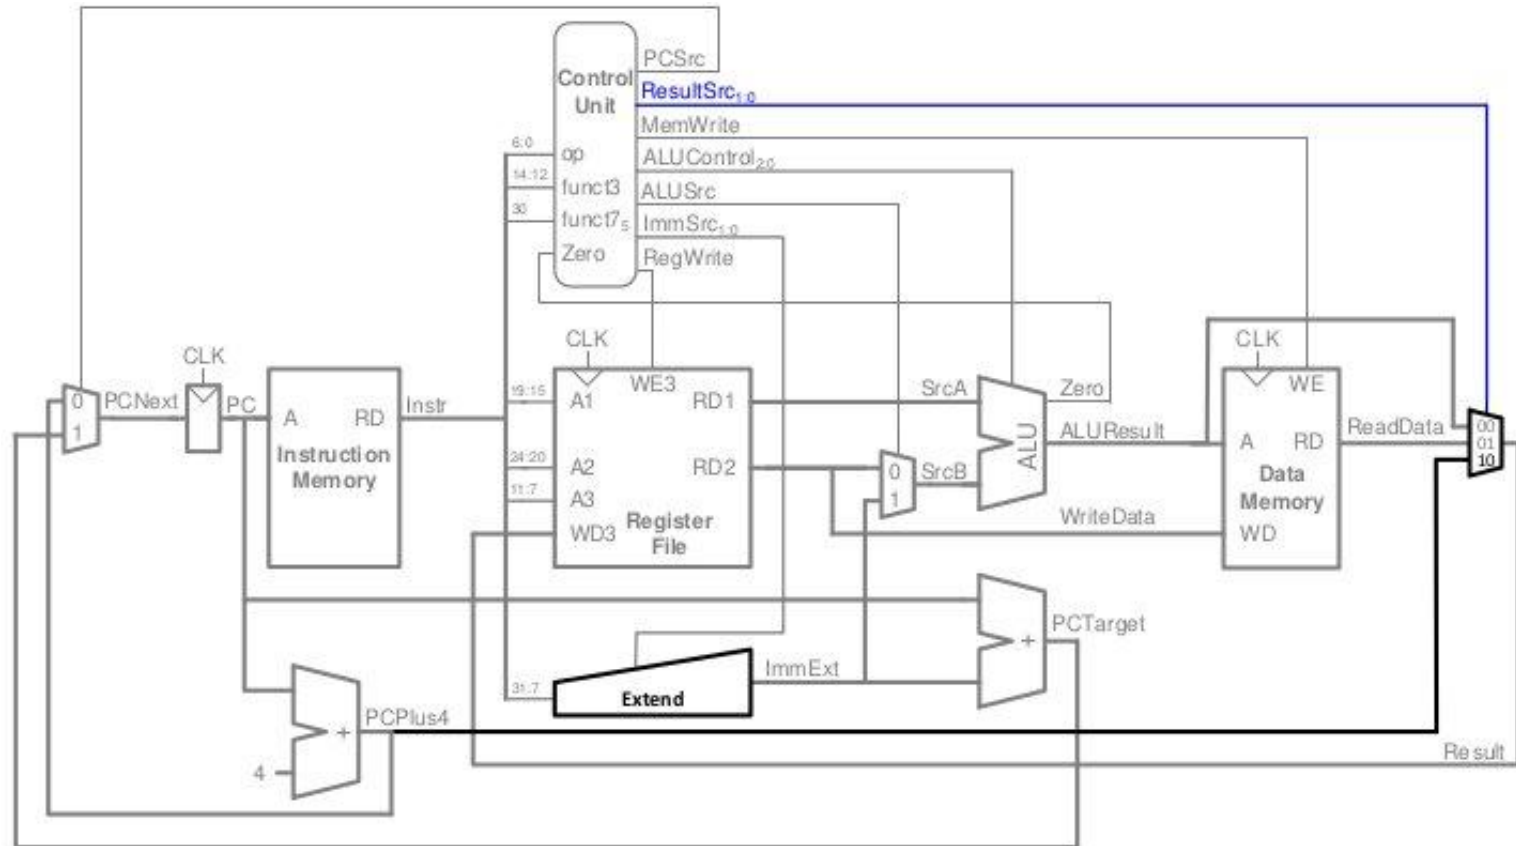 PCSrc
Control
Unit
ResultSrc1:0
MemWrite
6:0
op
ALUControl2:0
14:12
funct3
ALUSrc
30
funct75
ImmSrc1:0
Zero
RegWrite
CLK
CLK
CLK
0
PCNext
PC
1
A
RD
Instruction
Memory
Instr
19:15
A1
WE3
RD1
24:20
A2
RD2
11:7
A3
WD3
Register
File
SrcA
0
SrcB
1
ALU
Zero
ALUResult
WriteData
WE
A
RD
Data
Memory
WD
ReadData
00
01
10
31:7
Extend
ImmExt
+
PCTarget
PCPlus4
+
4
Result